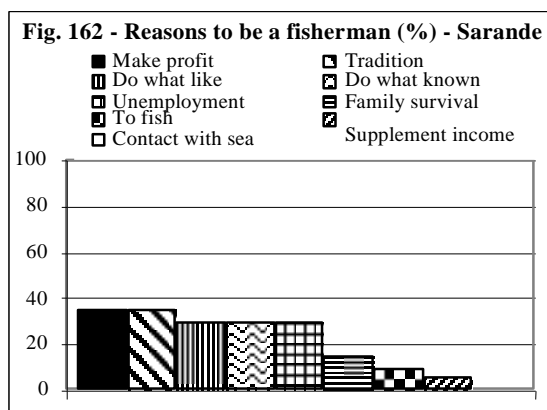 Fig. 162 - Reasons to be a fisherman (%) - Sarande
Make profit Tradition
Do what like Do what known
Unemployment Family survival
To fish Supplement income
Contact with sea
100
80
60
40
20
0